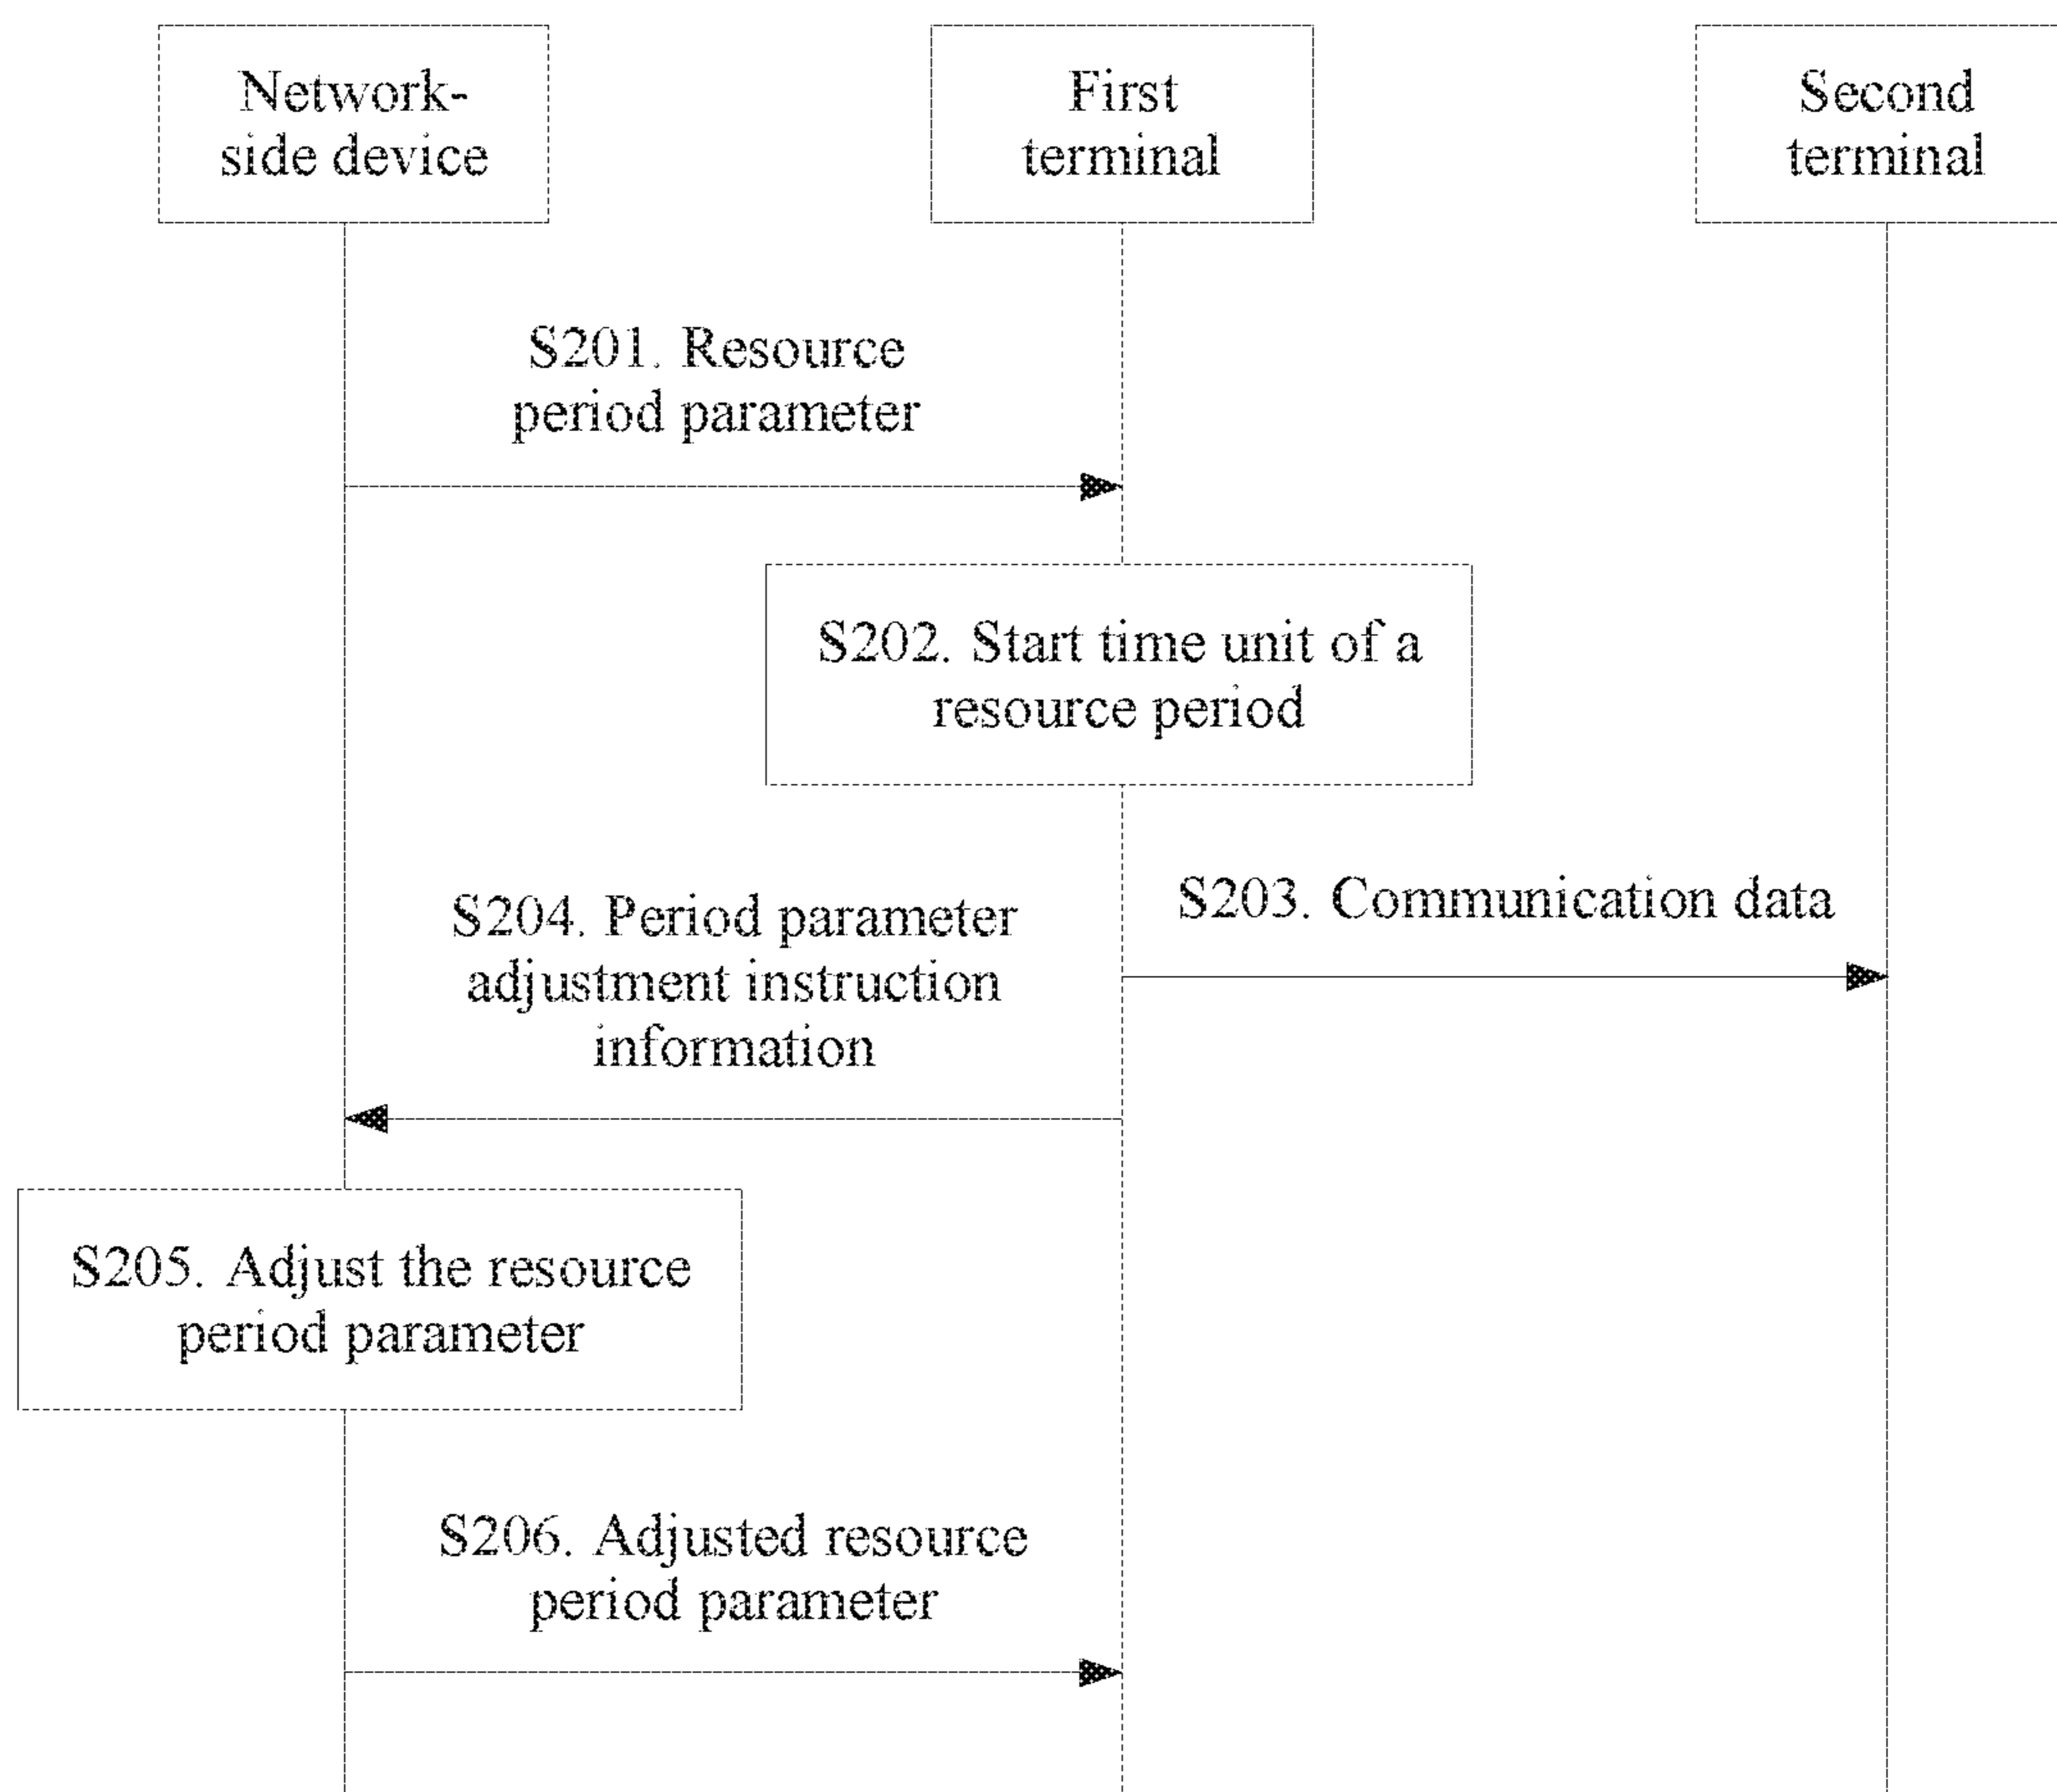 Network-
side device
First
terminal
Second
terminal
S201. Resource
period parameter
S202. Start time unit of a
resource period
S203. Communication data
S204. Period parameter
adjustment instruction
information
S205. Adjust the resource
period parameter
S206. Adjusted resource
period parameter